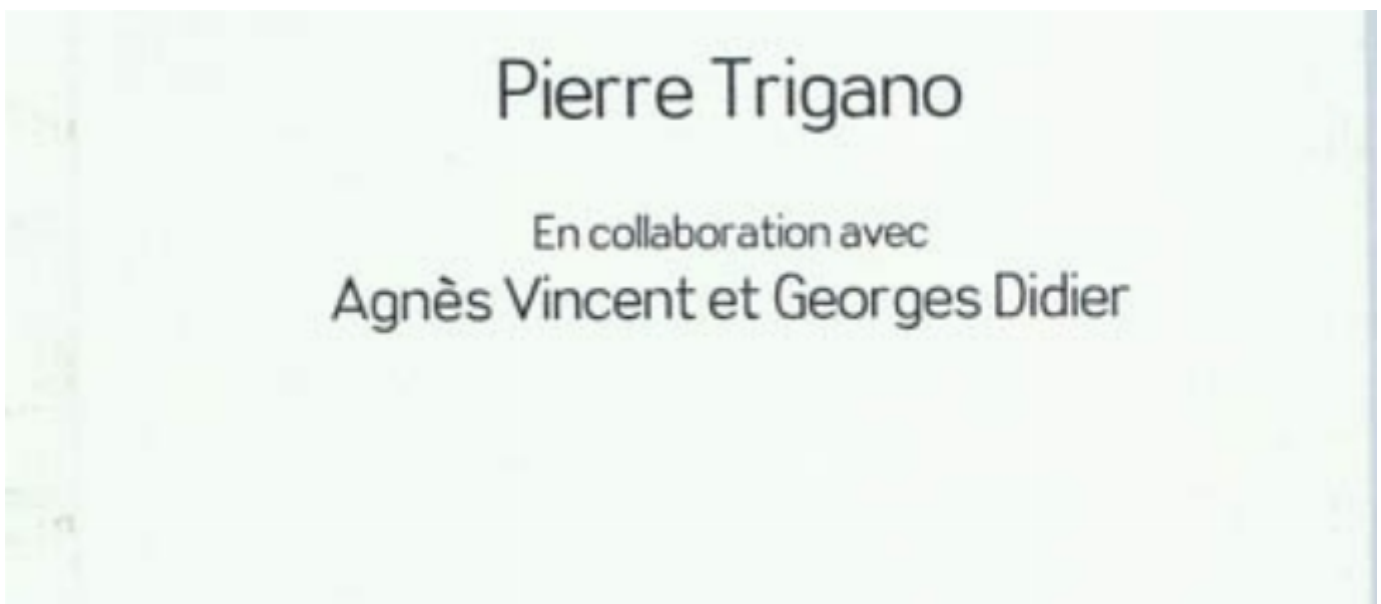 Pierre Trigano
En collaboration avec
Agnès Vincent et Georges Didier